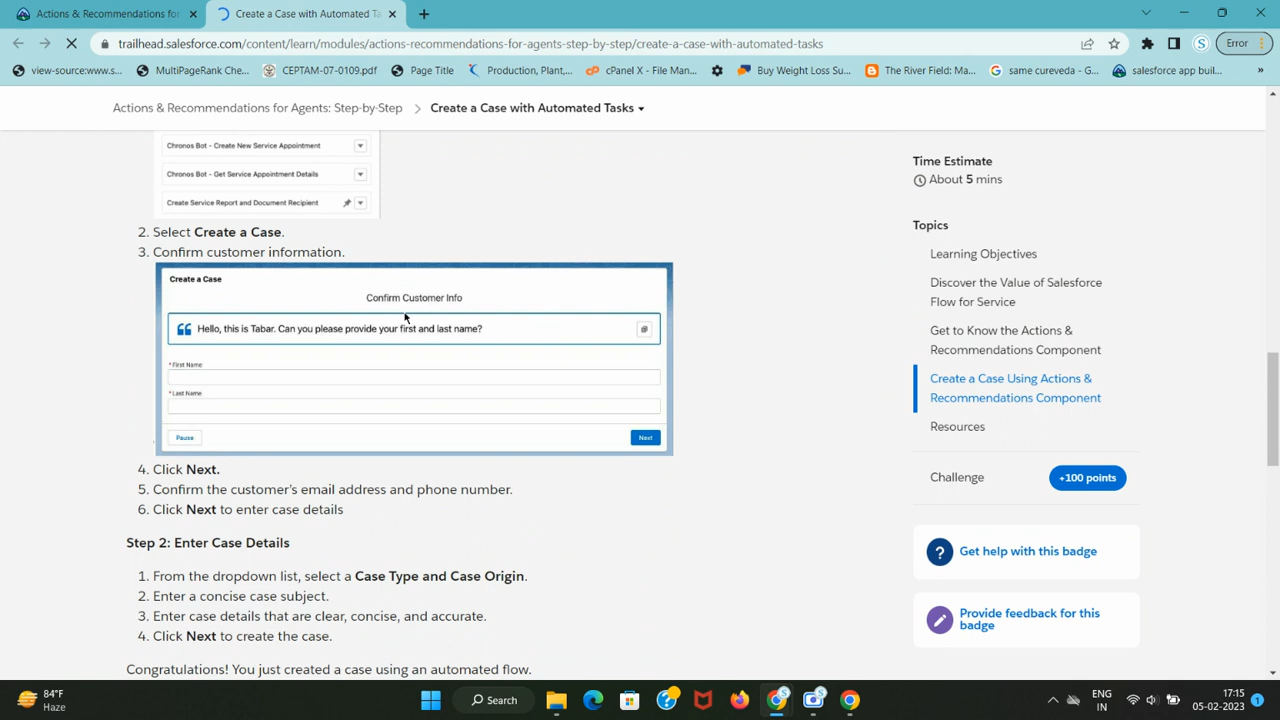 Actions & Recommendations for
Create a Case with Automated Ta
trailhead.salesforce.com/content/learn/modules/actions-recommendations-for-agents-step-by-step/create-a-case-with-automated-tasks
S
Error
view-source:www.s...
MultiPageRank Che...
CEPTAM-07-0109.pdf
Page Title
Production, Plant,...
cPanel X - File Man...
Buy Weight Loss Su...
The River Field: Ma...
same cureveda - G...
salesforce app buil...
»
Actions & Recommendations for Agents: Step-by-Step
Create a Case with Automated Tasks
Chronos Bot - Create New Service Appointment
Chronos Bot - Get Service Appointment Details
Create Service Report and Document Recipient
2. Select Create a Case.
3. Confirm customer information.
Create a Case
Confirm Customer Info
Hello, this is Tabar. Can you please provide your first and last name?
* First Name
* Last Name
Pause
Next
4. Click Next.
5. Confirm the customer's email address and phone number.
6. Click Next to enter case details
Step 2: Enter Case Details
1. From the dropdown list, select a Case Type and Case Origin.
2. Enter a concise case subject.
3. Enter case details that are clear, concise, and accurate.
4. Click Next to create the case.
Congratulations! You just created a case using an automated flow.
Time Estimate
About 5 mins
Topics
Learning Objectives
Discover the Value of Salesforce
Flow for Service
Get to Know the Actions &
Recommendations Component
Create a Case Using Actions &
Recommendations Component
Resources
Challenge
+100 points
Get help with this badge
Provide feedback for this
badge
84°F
Haze
Search
ENG
IN
17:15
05-02-2023
1